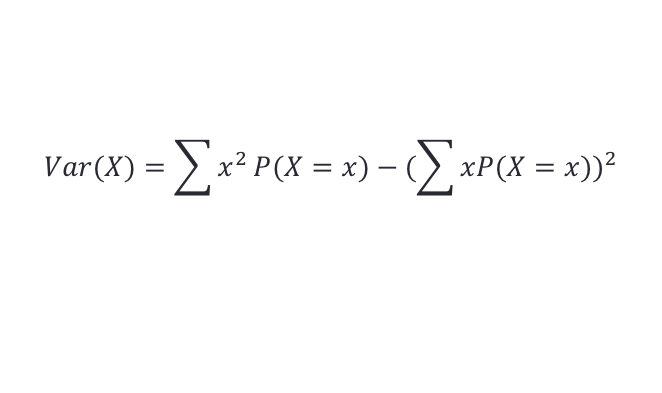 Var(X) = ∑ x² P(X = x) − (∑ xP(X = x))²